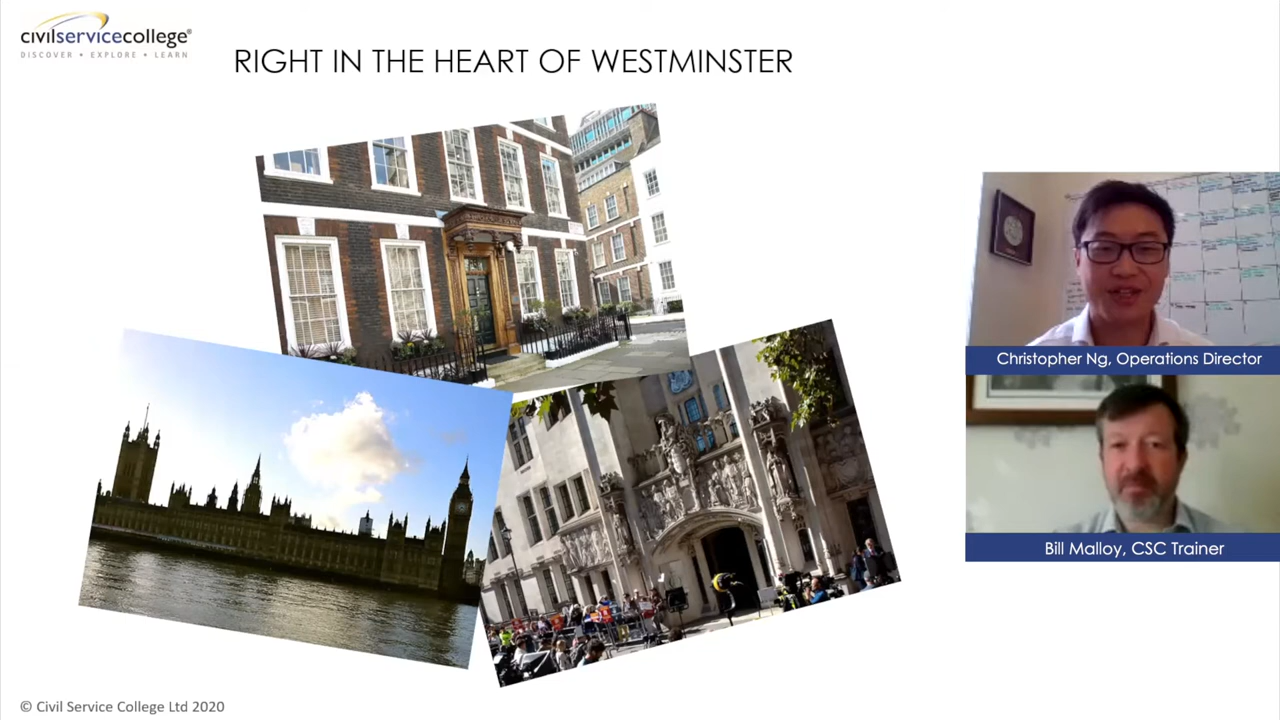 civilservicecollege®
DISCOVER • EXPLORE • LEARN
RIGHT IN THE HEART OF WESTMINSTER
Christopher Ng, Operations Director
Bill Malloy, CSC Trainer
© Civil Service College Ltd 2020